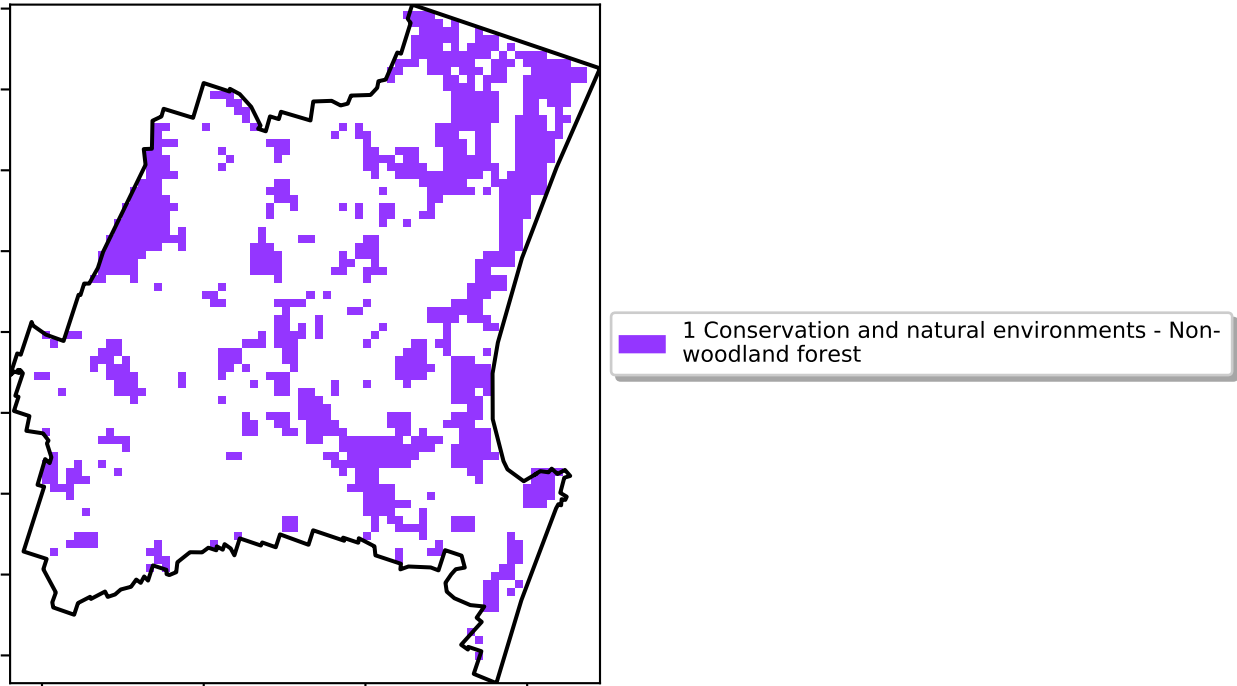 1 Conservation and natural environments - Non-
woodland forest